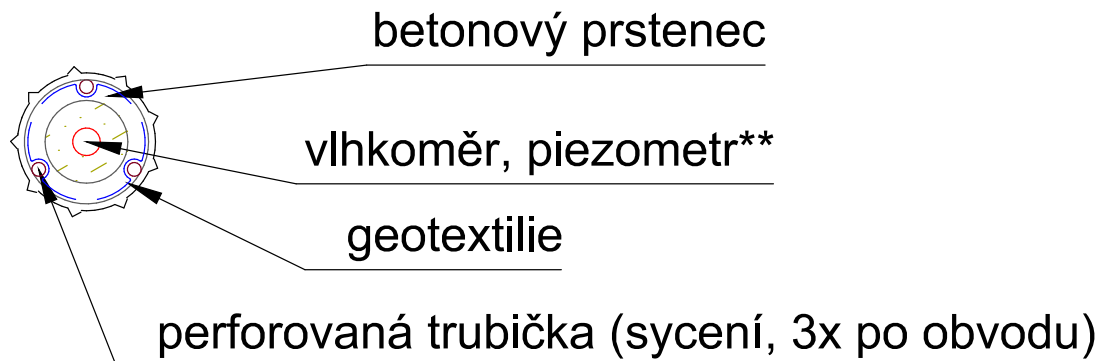 betonový prstenec
vlhkoměr, piezometr**
geotextilie
perforovaná trubička (sycení, 3x po obvodu)